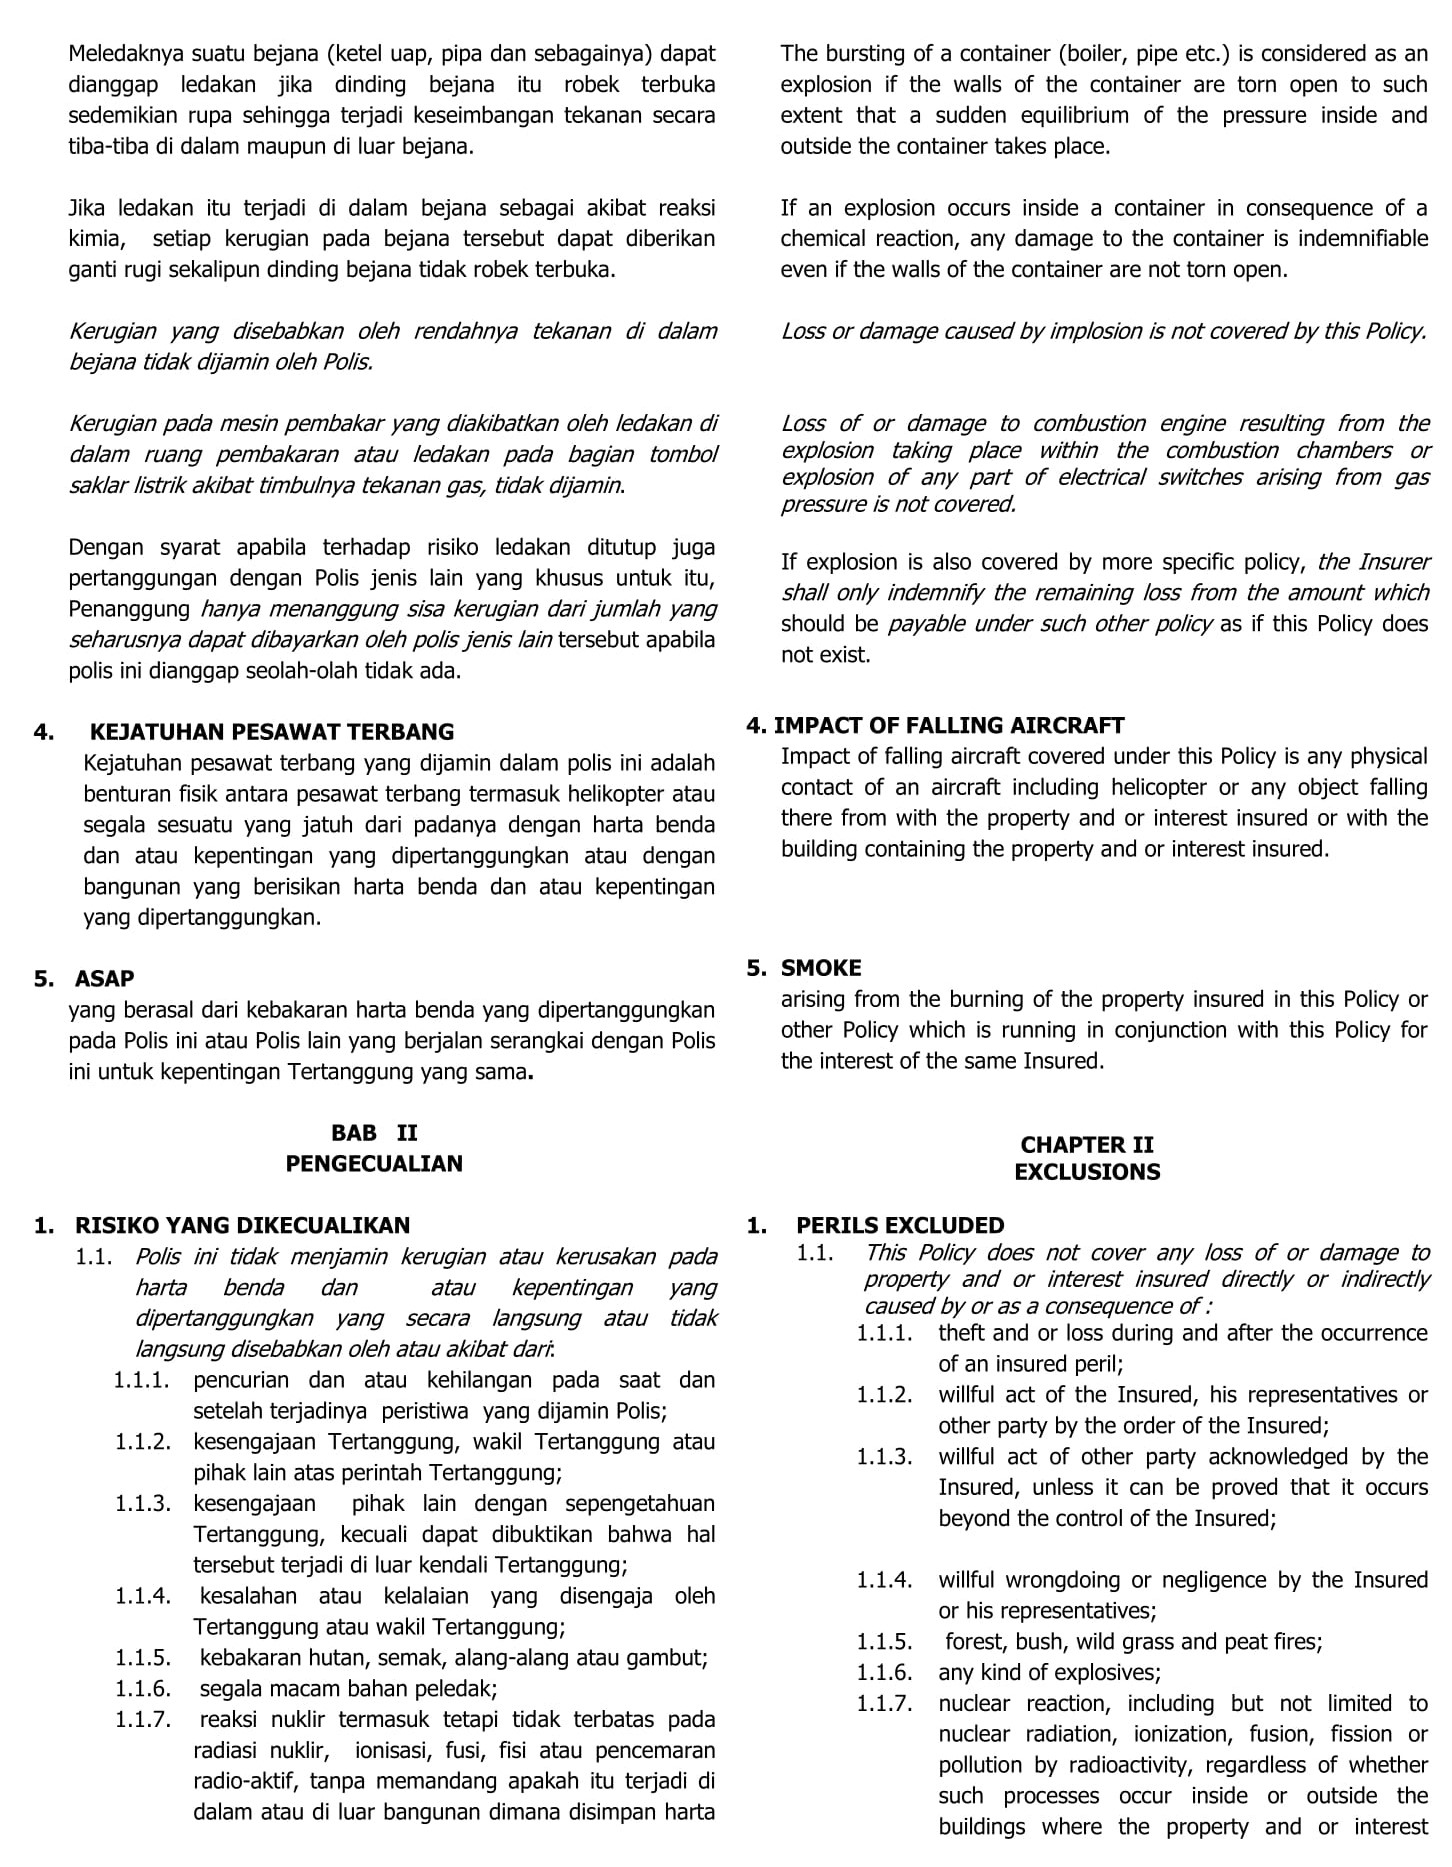 Meledaknya suatu bejana (ketel uap, pipa dan sebagainya) dapat
dianggap ledakan jika dinding bejana itu robek terbuka
sedemikian rupa sehingga terjadi keseimbangan tekanan secara
tiba-tiba di dalam maupun di luar bejana.
Jika ledakan itu terjadi di dalam bejana sebagai akibat reaksi
kimia, setiap kerugian pada bejana tersebut dapat diberikan
ganti rugi sekalipun dinding bejana tidak robek terbuka.
Kerugian yang disebabkan oleh rendahnya tekanan di dalam
bejana tidak dijamin oleh Polis.
Kerugian pada mesin pembakar yang diakibatkan oleh ledakan di
dalam ruang pembakaran atau ledakan pada bagian tombol
saklar listrik akibat timbulnya tekanan gas, tidak dijamin.
Dengan syarat apabila terhadap risiko ledakan ditutup juga
pertanggungan dengan Polis jenis lain yang khusus untuk itu,
Penanggung hanya menanggung sisa kerugian dari jumlah yang
seharusnya dapat dibayarkan oleh polis jenis lain tersebut apabila
polis ini dianggap seolah-olah tidak ada.
4. KEJATUHAN PESAWAT TERBANG
Kejatuhan pesawat terbang yang dijamin dalam polis ini adalah
benturan fisik antara pesawat terbang termasuk helikopter atau
segala sesuatu yang jatuh dari padanya dengan harta benda
dan atau kepentingan yang dipertanggungkan atau dengan
bangunan yang berisikan harta benda dan atau kepentingan
yang dipertanggungkan.
5. ASAP
yang berasal dari kebakaran harta benda yang dipertanggungkan
pada Polis ini atau Polis lain yang berjalan serangkai dengan Polis
ini untuk kepentingan Tertanggung yang sama.
BAB II
PENGECUALIAN
1. RISIKO YANG DIKECUALIKAN
1.1. Polis ini tidak menjamin kerugian atau kerusakan pada
harta benda dan atau kepentingan yang
dipertanggungkan yang secara langsung atau tidak
langsung disebabkan oleh atau akibat dari:
1.1.1. pencurian dan atau kehilangan pada saat dan
setelah terjadinya peristiwa yang dijamin Polis;
1.1.2. kesengajaan Tertanggung, wakil Tertanggung atau
pihak lain atas perintah Tertanggung;
1.1.3. kesengajaan pihak lain dengan sepengetahuan
Tertanggung, kecuali dapat dibuktikan bahwa hal
tersebut terjadi di luar kendali Tertanggung;
1.1.4. kesalahan atau kelalaian yang disengaja oleh
Tertanggung atau wakil Tertanggung;
1.1.5. kebakaran hutan, semak, alang-alang atau gambut;
1.1.6. segala macam bahan peledak;
1.1.7. reaksi nuklir termasuk tetapi tidak terbatas pada
radiasi nuklir, ionisasi, fusi, fisi atau pencemaran
radio-aktif, tanpa memandang apakah itu terjadi di
dalam atau di luar bangunan dimana disimpan harta
The bursting of a container (boiler, pipe etc.) is considered as an
explosion if the walls of the container are torn open to such
extent that a sudden equilibrium of the pressure inside and
outside the container takes place.
If an explosion occurs inside a container in consequence of a
chemical reaction, any damage to the container is indemnifiable
even if the walls of the container are not torn open.
Loss or damage caused by implosion is not covered by this Policy.
Loss of or damage to combustion engine resulting from the
explosion taking place within the combustion chambers or
explosion of any part of electrical switches arising from gas
pressure is not covered.
If explosion is also covered by more specific policy, the Insurer
shall only indemnify the remaining loss from the amount which
should be payable under such other policy as if this Policy does
not exist.
4. IMPACT OF FALLING AIRCRAFT
Impact of falling aircraft covered under this Policy is any physical
contact of an aircraft including helicopter or any object falling
there from with the property and or interest insured or with the
building containing the property and or interest insured.
5. SMOKE
arising from the burning of the property insured in this Policy or
other Policy which is running in conjunction with this Policy for
the interest of the same Insured.
CHAPTER II
EXCLUSIONS
1. PERILS EXCLUDED
1.1. This Policy does not cover any loss of or damage to
property and or interest insured directly or indirectly
caused by or as a consequence of :
1.1.1. theft and or loss during and after the occurrence
of an insured peril;
1.1.2. willful act of the Insured, his representatives or
other party by the order of the Insured;
1.1.3. willful act of other party acknowledged by the
Insured, unless it can be proved that it occurs
beyond the control of the Insured;
1.1.4. willful wrongdoing or negligence by the Insured
or his representatives;
1.1.5. forest, bush, wild grass and peat fires;
1.1.6. any kind of explosives;
1.1.7. nuclear reaction, including but not limited to
nuclear radiation, ionization, fusion, fission or
pollution by radioactivity, regardless of whether
such processes occur inside or outside the
buildings where the property and or interest